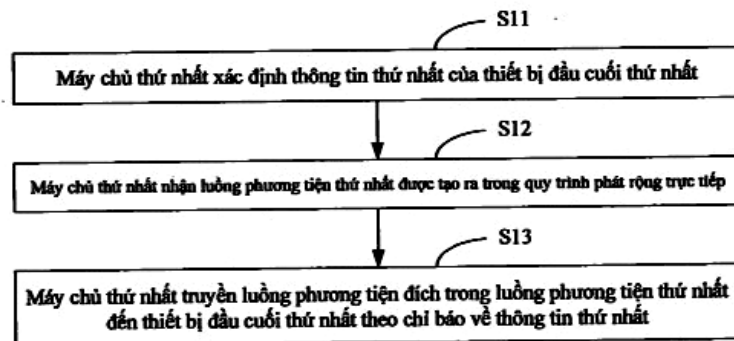 S11
Máy chủ thứ nhất xác định thông tin thứ nhất của thiết bị đầu cuối thứ nhất
S12
Máy chủ thứ nhất nhận luồng phương tiện thứ nhất được tạo ra trong quy trình phát rộng trực tiếp
S13
Máy chủ thứ nhất truyền luồng phương tiện đích trong luồng phương tiện thứ nhất
đến thiết bị đầu cuối thứ nhất theo chỉ báo về thông tin thứ nhất